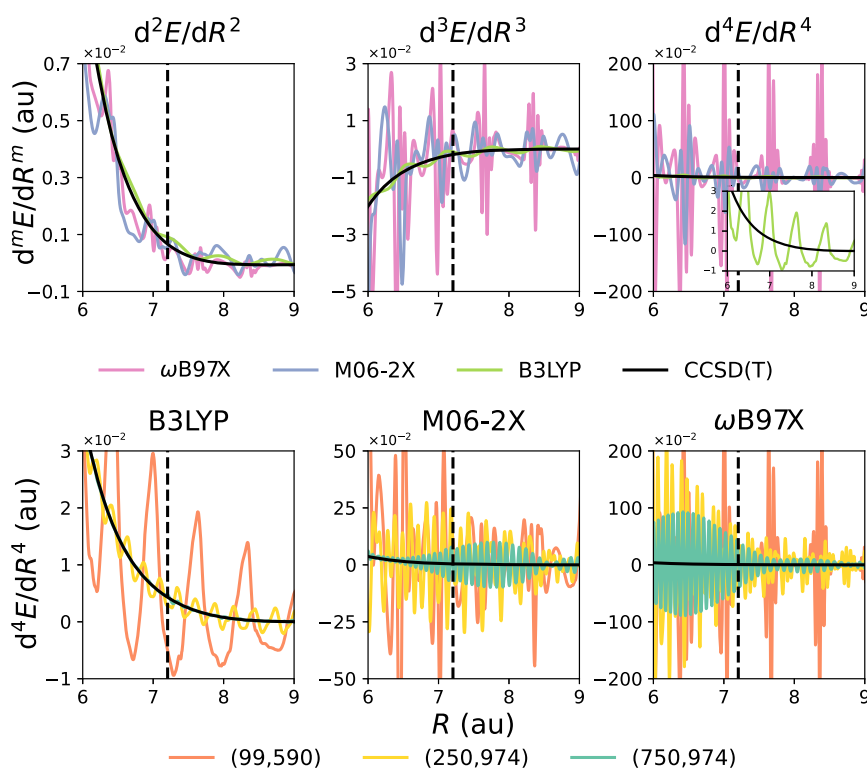 d²E/dR² d³E/dR³ d⁴E/dR⁴
×10⁻² ×10⁻² ×10⁻²
dᵐE/dRᵐ (au)
0.7 0.5 0.3 0.1 −0.1
3 1 −1 −3 −5
200 100 0 −100 −200
3 2 1 0 −1
6 7 8 9
6 7 8 9
6 7 8 9
6 7 8 9
ωB97X M06-2X B3LYP CCSD(T)
B3LYP M06-2X ωB97X
×10⁻² ×10⁻² ×10⁻²
d⁴E/dR⁴ (au)
3 2 1 0 −1
50 25 0 −25 −50
200 100 0 −100 −200
6 7 8 9
6 7 8 9
6 7 8 9
R (au)
(99,590) (250,974) (750,974)